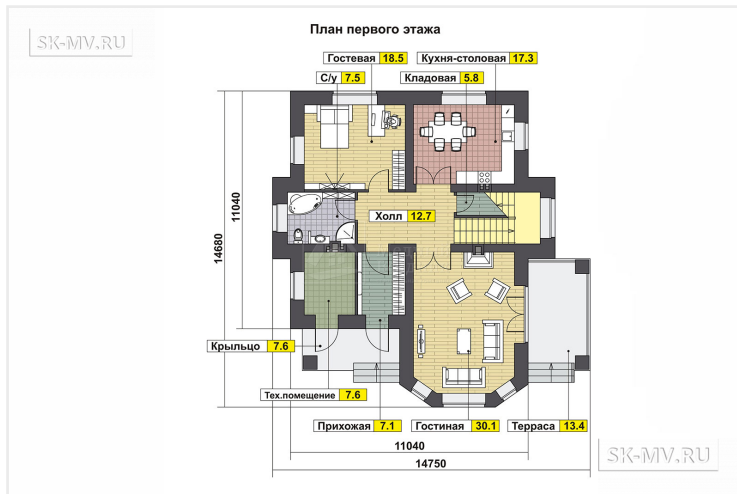 План первого этажа
SK-MV.RU
Гостевая 18.5
Кухня-столовая 17.3
С/у 7.5
Кладовая 5.8
Холл 12.7
11040
14680
Крыльцо 7.6
Тех.помещение 7.6
Прихожая 7.1
Гостиная 30.1
Терраса 13.4
11040
14750
SK-MV.RU